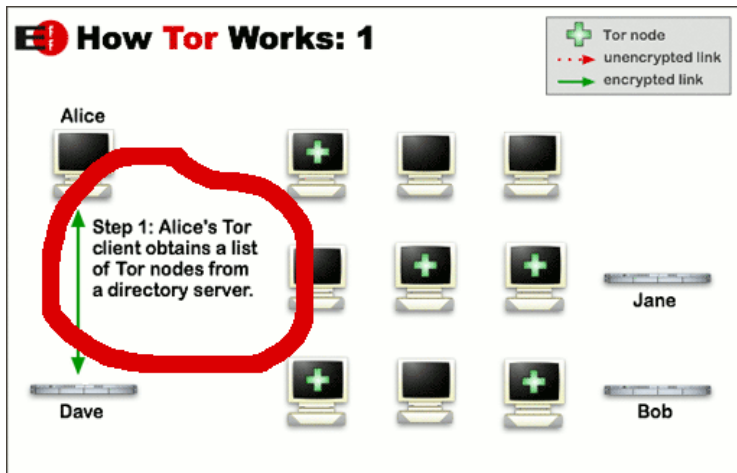 EFF How Tor Works: 1
Tor node
unencrypted link
encrypted link
Alice
Step 1: Alice's Tor
client obtains a list
of Tor nodes from
a directory server.
Jane
Dave
Bob